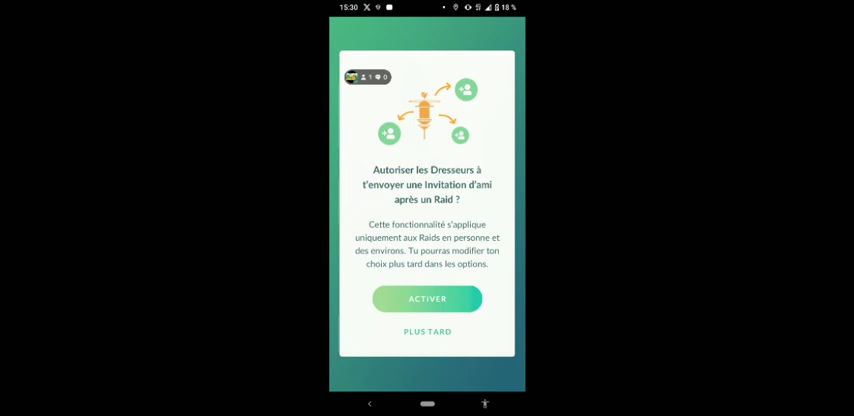 15:30 18 %
1 0
Autoriser les Dresseurs à
t'envoyer une Invitation d'ami
après un Raid ?
Cette fonctionnalité s'applique
uniquement aux Raids en personne et
des environs. Tu pourras modifier ton
choix plus tard dans les options.
ACTIVER
PLUS TARD